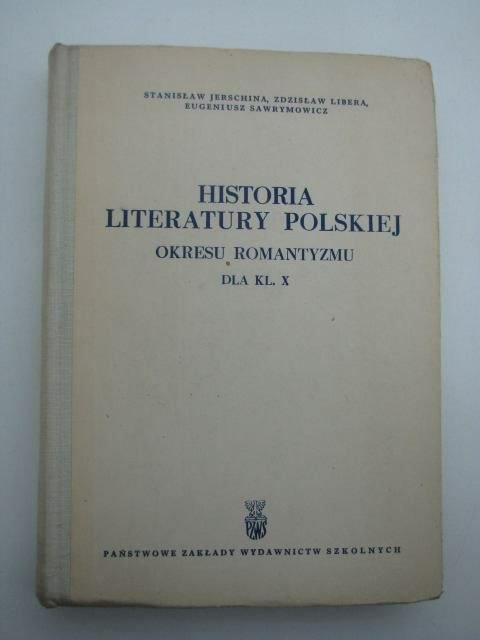 STANISŁAW JERSCHINA, ZDZISŁAW LIBERA,
EUGENIUSZ SAWRYMOWICZ
HISTORIA
LITERATURY POLSKIEJ
OKRESU ROMANTYZMU
DLA KL. X
PZWS
PAŃSTWOWE ZAKŁADY WYDAWNICTW SZKOLNYCH